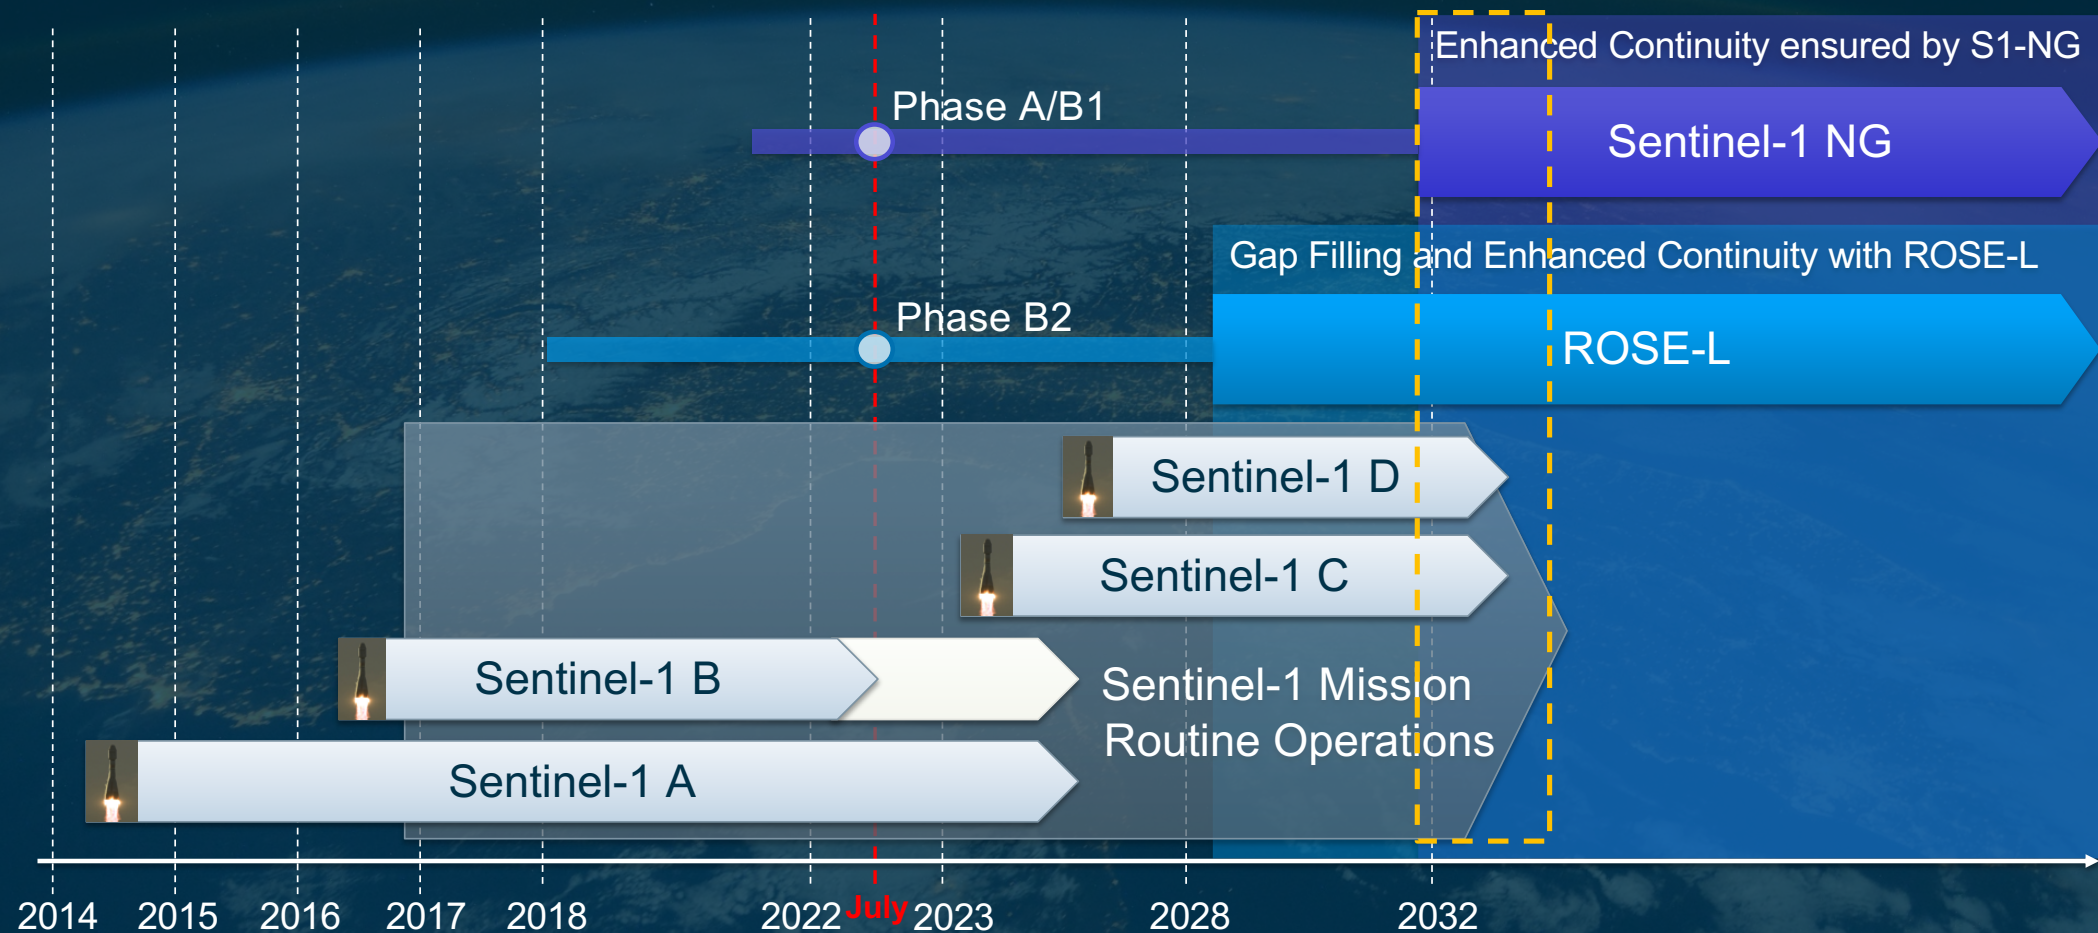 Enhanced Continuity ensured by S1-NG
Phase A/B1
Sentinel-1 NG
Gap Filling and Enhanced Continuity with ROSE-L
Phase B2
ROSE-L
Sentinel-1 D
Sentinel-1 C
Sentinel-1 B
Sentinel-1 Mission
Routine Operations
Sentinel-1 A
2014 2015 2016 2017 2018 2022 July 2023 2028 2032